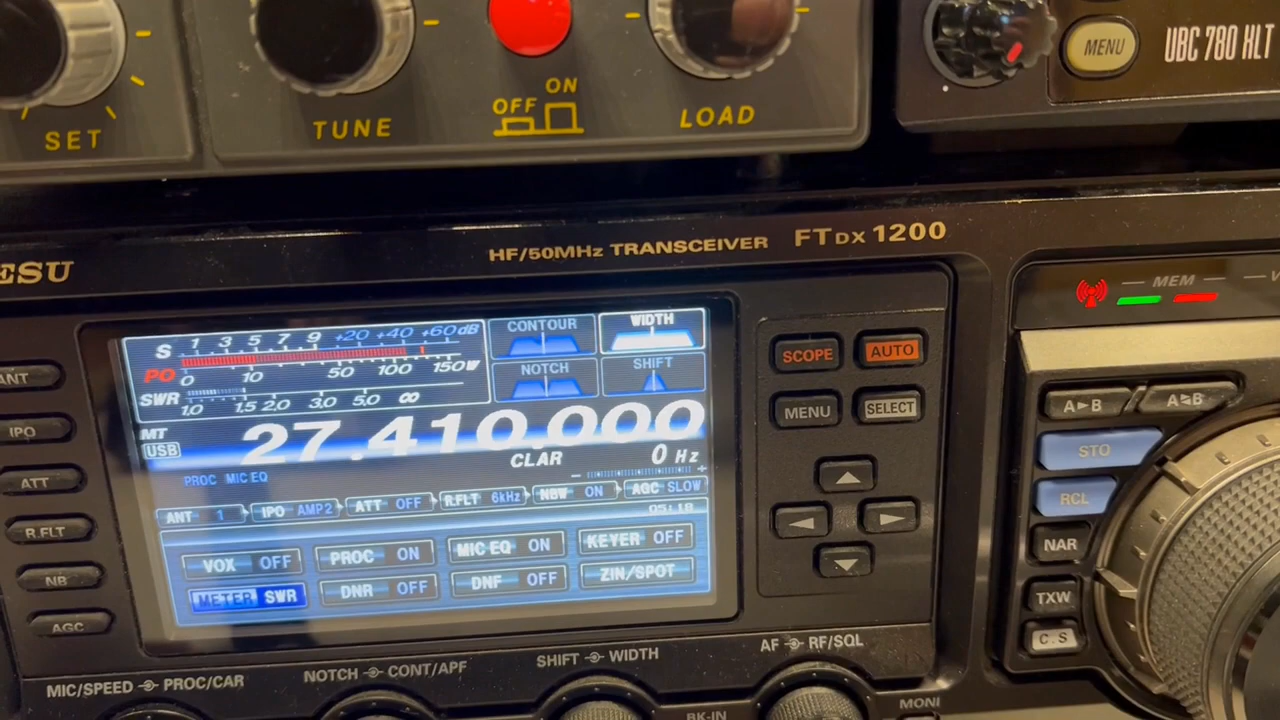 SET
TUNE
OFF
ON
LOAD
MENU
UBC 780 HLT
ESU
HF/50MHz TRANSCEIVER
FTDX 1200
MEM
ANT
IPO
ATT
R.FLT
NB
AGC
S 1 3 5 7 9 +20 +40 +60dB
PO 0 10 50 100 150W
SWR 1.0 1.5 2.0 3.0 5.0 ∞
CONTOUR
WIDTH
NOTCH
SHIFT
MT
USB
27.410.000
CLAR 0 Hz
PROC MIC EQ
ANT 1 IPO AMP2 ATT OFF R.FLT 6kHz NBW ON AGC SLOW
VOX OFF PROC ON MIC EQ ON KEYER OFF
METER SWR DNR OFF DNF OFF ZIN/SPOT
SCOPE
AUTO
MENU
SELECT
A▶B
STO
RCL
NAR
TXW
C.S
MIC/SPEED PROC/CAR
NOTCH CONT/APF
SHIFT WIDTH
AF RF/SQL
BK-IN
MONI